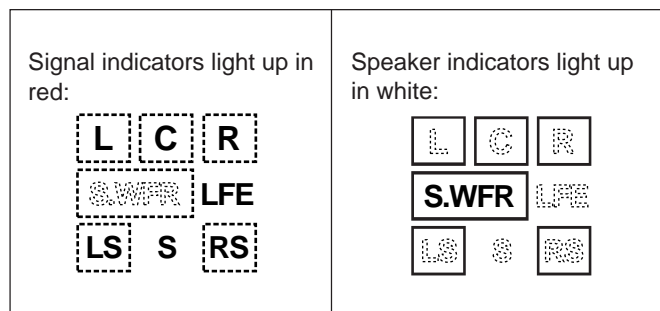 Signal indicators light up in
red:
L C R
S.WFR LFE
LS S RS
Speaker indicators light up
in white:
L C R
S.WFR LFE
LS S RS